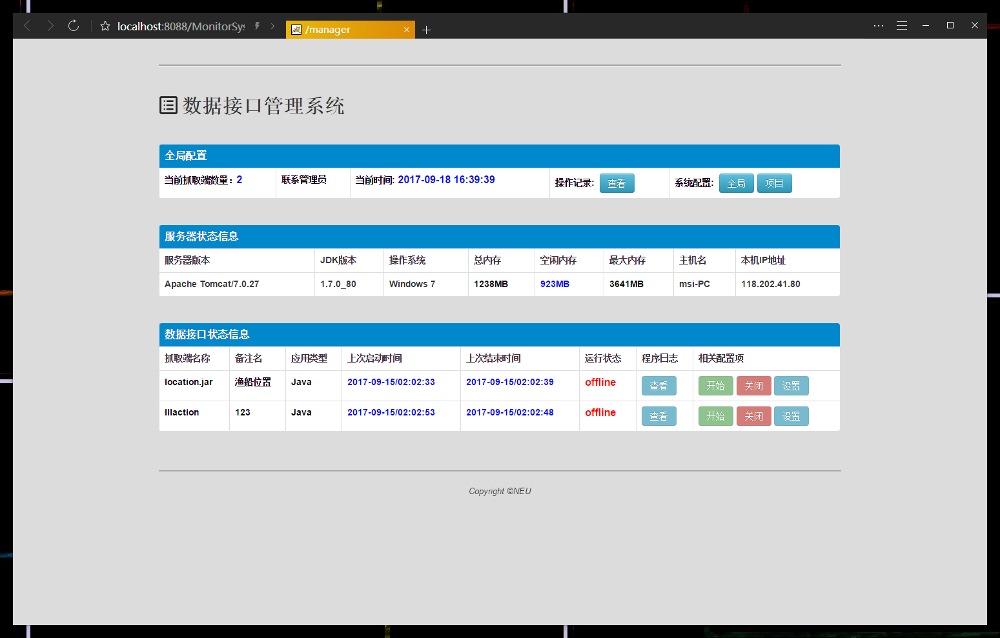 localhost:8088/MonitorSys
/manager
数据接口管理系统
全局配置
当前抓取端数量：2 联系管理员 当前时间: 2017-09-18 16:39:39 操作记录: 查看 系统配置: 全局 项目
服务器状态信息
服务器版本 JDK版本 操作系统 总内存 空闲内存 最大内存 主机名 本机IP地址
Apache Tomcat/7.0.27 1.7.0_80 Windows 7 1238MB 923MB 3641MB msi-PC 118.202.41.80
数据接口状态信息
抓取端名称 备注名 应用类型 上次启动时间 上次结束时间 运行状态 程序日志 相关配置项
location.jar 渔船位置 Java 2017-09-15/02:02:33 2017-09-15/02:02:39 offline 查看 开始 关闭 设置
lllaction 123 Java 2017-09-15/02:02:53 2017-09-15/02:02:48 offline 查看 开始 关闭 设置
Copyright ©NEU